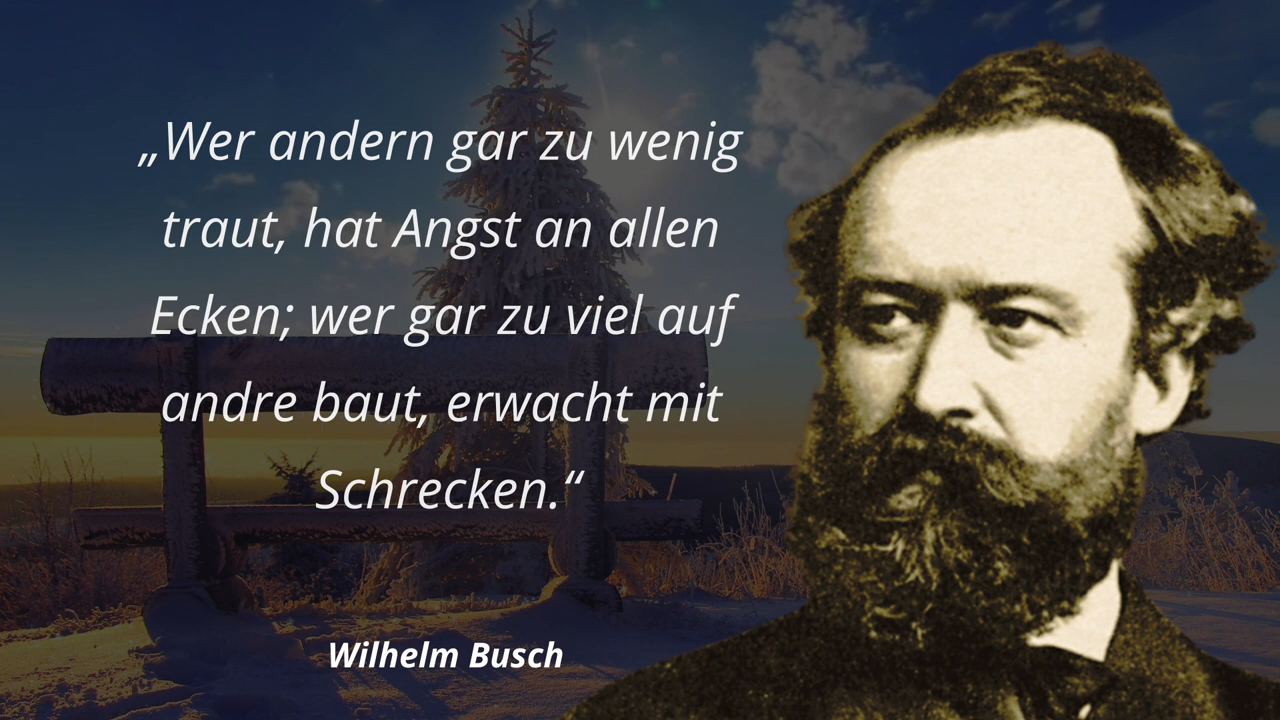 „Wer andern gar zu wenig
traut, hat Angst an allen
Ecken; wer gar zu viel auf
andre baut, erwacht mit
Schrecken.“
Wilhelm Busch